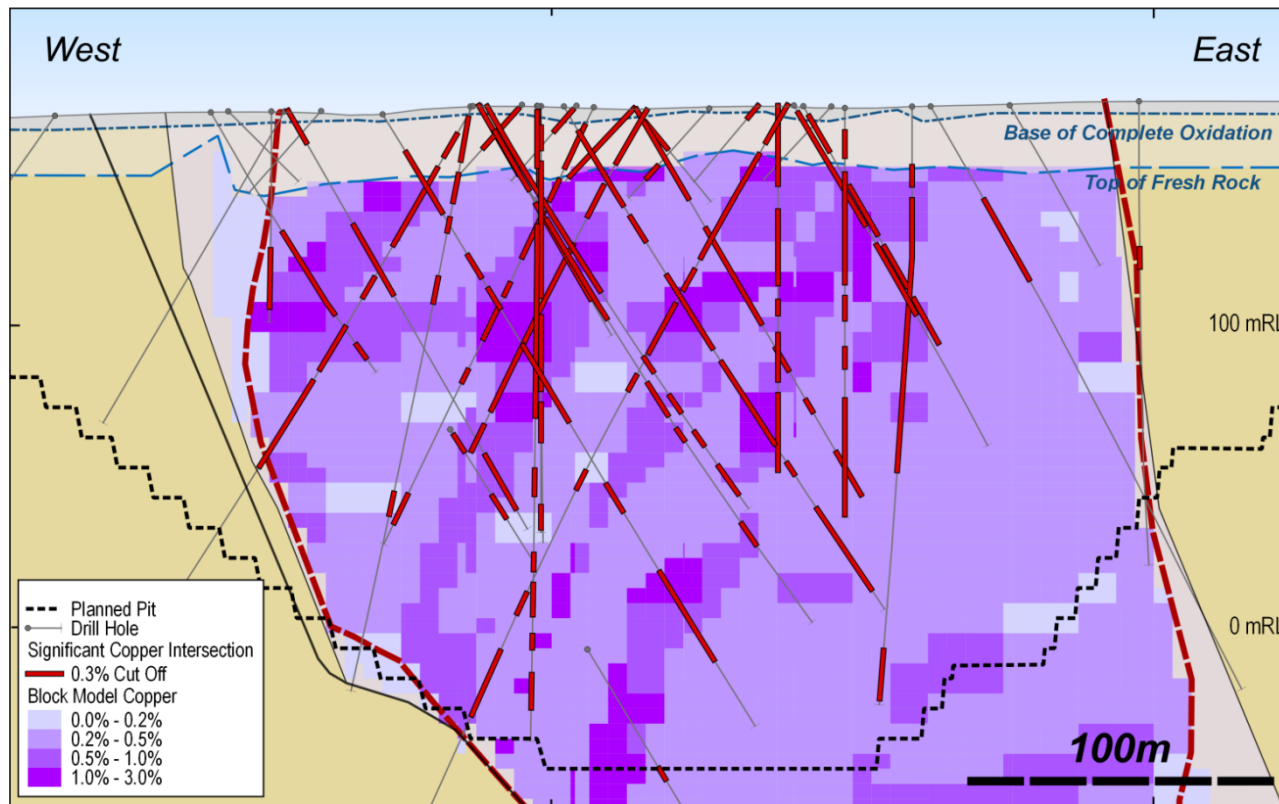 West
East
Base of Complete Oxidation
Top of Fresh Rock
100 mRL
0 mRL
Planned Pit
Drill Hole
Significant Copper Intersection
0.3% Cut Off
Block Model Copper
0.0% - 0.2%
0.2% - 0.5%
0.5% - 1.0%
1.0% - 3.0%
100m